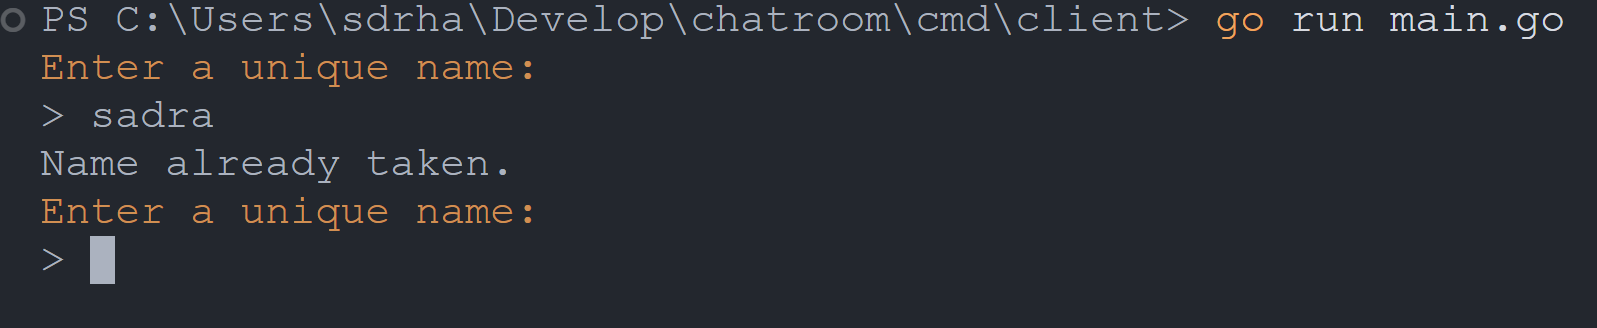 PS C:\Users\sdrha\Develop\chatroom\cmd\client> go run main.go
Enter a unique name:
> sadra
Name already taken.
Enter a unique name:
>